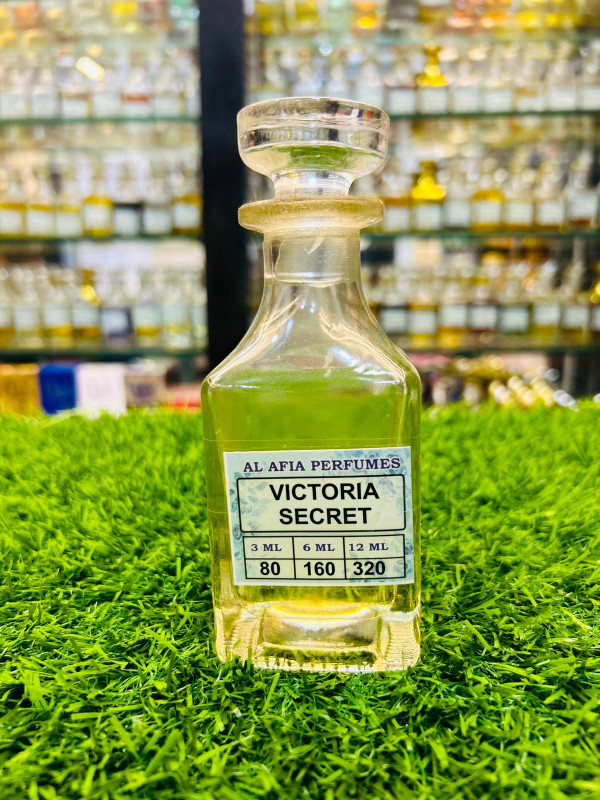 AL AFIA PERFUMES
VICTORIA
SECRET
3 ML 6 ML 12 ML
80 160 320